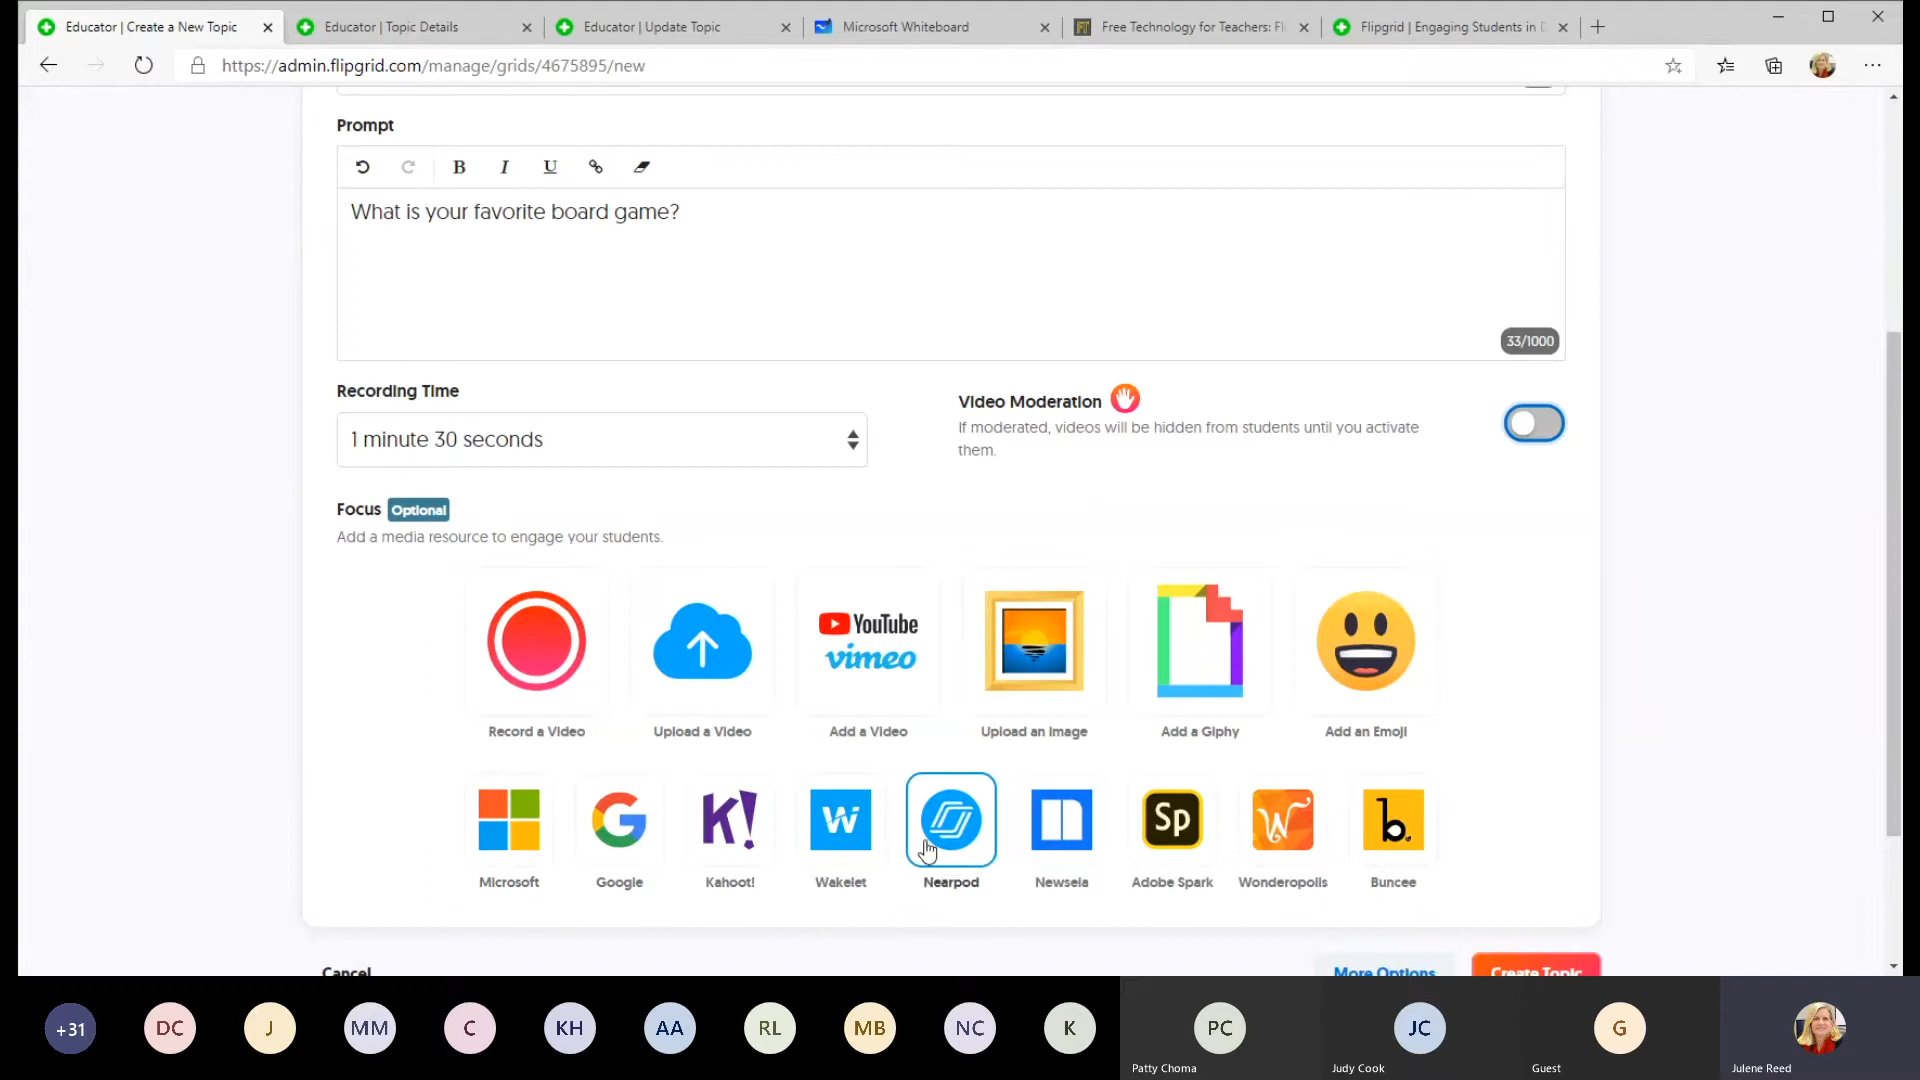 Educator | Create a New Topic
Educator | Topic Details
Educator | Update Topic
Microsoft Whiteboard
Free Technology for Teachers: Fl
Flipgrid | Engaging Students in D
https://admin.flipgrid.com/manage/grids/4675895/new
Prompt
B I U
What is your favorite board game?
33/1000
Recording Time
1 minute 30 seconds
Video Moderation
If moderated, videos will be hidden from students until you activate
them.
Focus Optional
Add a media resource to engage your students.
YouTube
vimeo
Record a Video
Upload a Video
Add a Video
Upload an Image
Add a Giphy
Add an Emoji
G
K!
W
Sp
W
b.
Microsoft
Google
Kahoot!
Wakelet
Nearpod
Newsela
Adobe Spark
Wonderopolis
Buncee
Cancel
More Options
Create Topic
+31
DC
J
MM
C
KH
AA
RL
MB
NC
K
PC
JC
G
Patty Choma
Judy Cook
Guest
Julene Reed